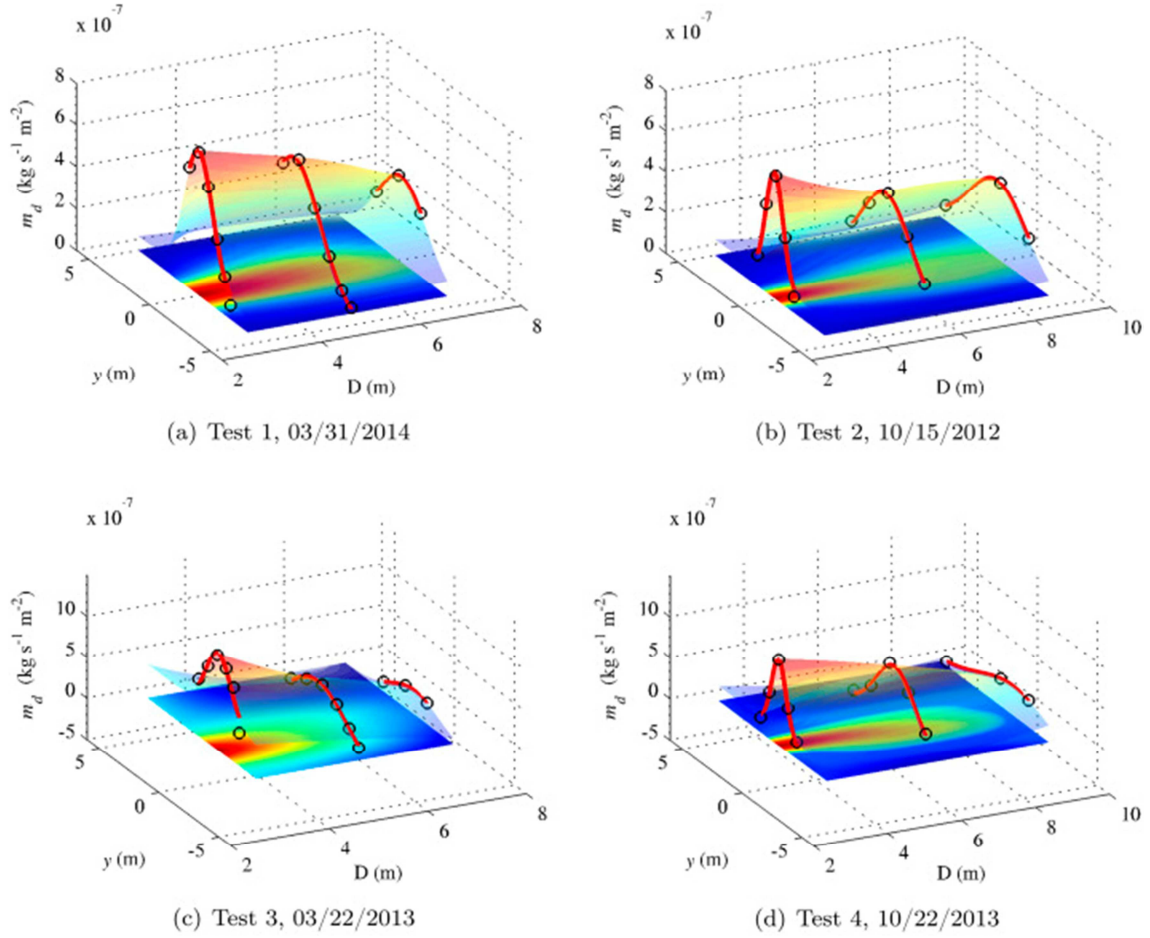 x 10⁻⁷
8
6
4
2
0
m_d (kg s⁻¹ m⁻²)
5
0
-5
y (m)
2
4
6
8
D (m)
(a) Test 1, 03/31/2014
x 10⁻⁷
8
6
4
2
0
m_d (kg s⁻¹ m⁻²)
5
0
-5
y (m)
2
4
6
8
10
D (m)
(b) Test 2, 10/15/2012
x 10⁻⁷
10
5
0
-5
m_d (kg s⁻¹ m⁻²)
5
0
-5
y (m)
2
4
6
8
D (m)
(c) Test 3, 03/22/2013
x 10⁻⁷
10
5
0
-5
m_d (kg s⁻¹ m⁻²)
5
0
-5
y (m)
2
4
6
8
10
D (m)
(d) Test 4, 10/22/2013